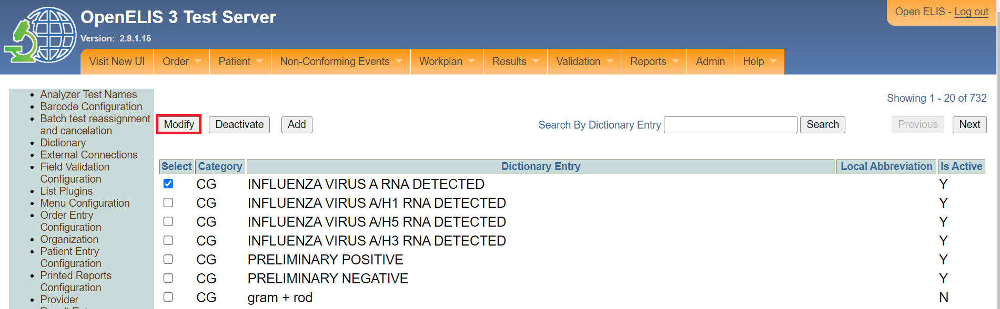 OpenELIS 3 Test Server
Open ELIS - Log out
Version: 2.8.1.15
Visit New UI Order Patient Non-Conforming Events Workplan Results Validation Reports Admin Help
Analyzer Test Names
Barcode Configuration
Batch test reassignment
and cancelation
Dictionary
External Connections
Field Validation
Configuration
List Plugins
Menu Configuration
Order Entry
Configuration
Organization
Patient Entry
Configuration
Printed Reports
Configuration
Provider
Showing 1 - 20 of 732
Modify Deactivate Add Search By Dictionary Entry Search Previous Next
Select Category Dictionary Entry Local Abbreviation Is Active
CG INFLUENZA VIRUS A RNA DETECTED Y
CG INFLUENZA VIRUS A/H1 RNA DETECTED Y
CG INFLUENZA VIRUS A/H5 RNA DETECTED Y
CG INFLUENZA VIRUS A/H3 RNA DETECTED Y
CG PRELIMINARY POSITIVE Y
CG PRELIMINARY NEGATIVE Y
CG gram + rod N